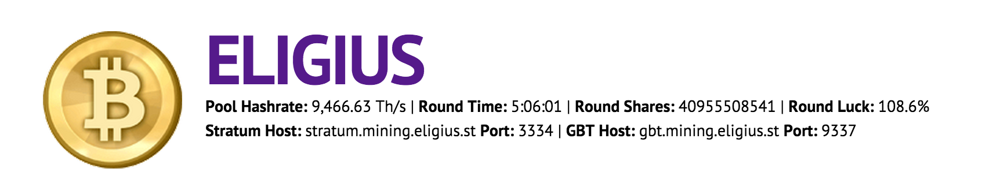 ELIGIUS
Pool Hashrate: 9,466.63 Th/s | Round Time: 5:06:01 | Round Shares: 40955508541 | Round Luck: 108.6%
Stratum Host: stratum.mining.eligius.st Port: 3334 | GBT Host: gbt.mining.eligius.st Port: 9337